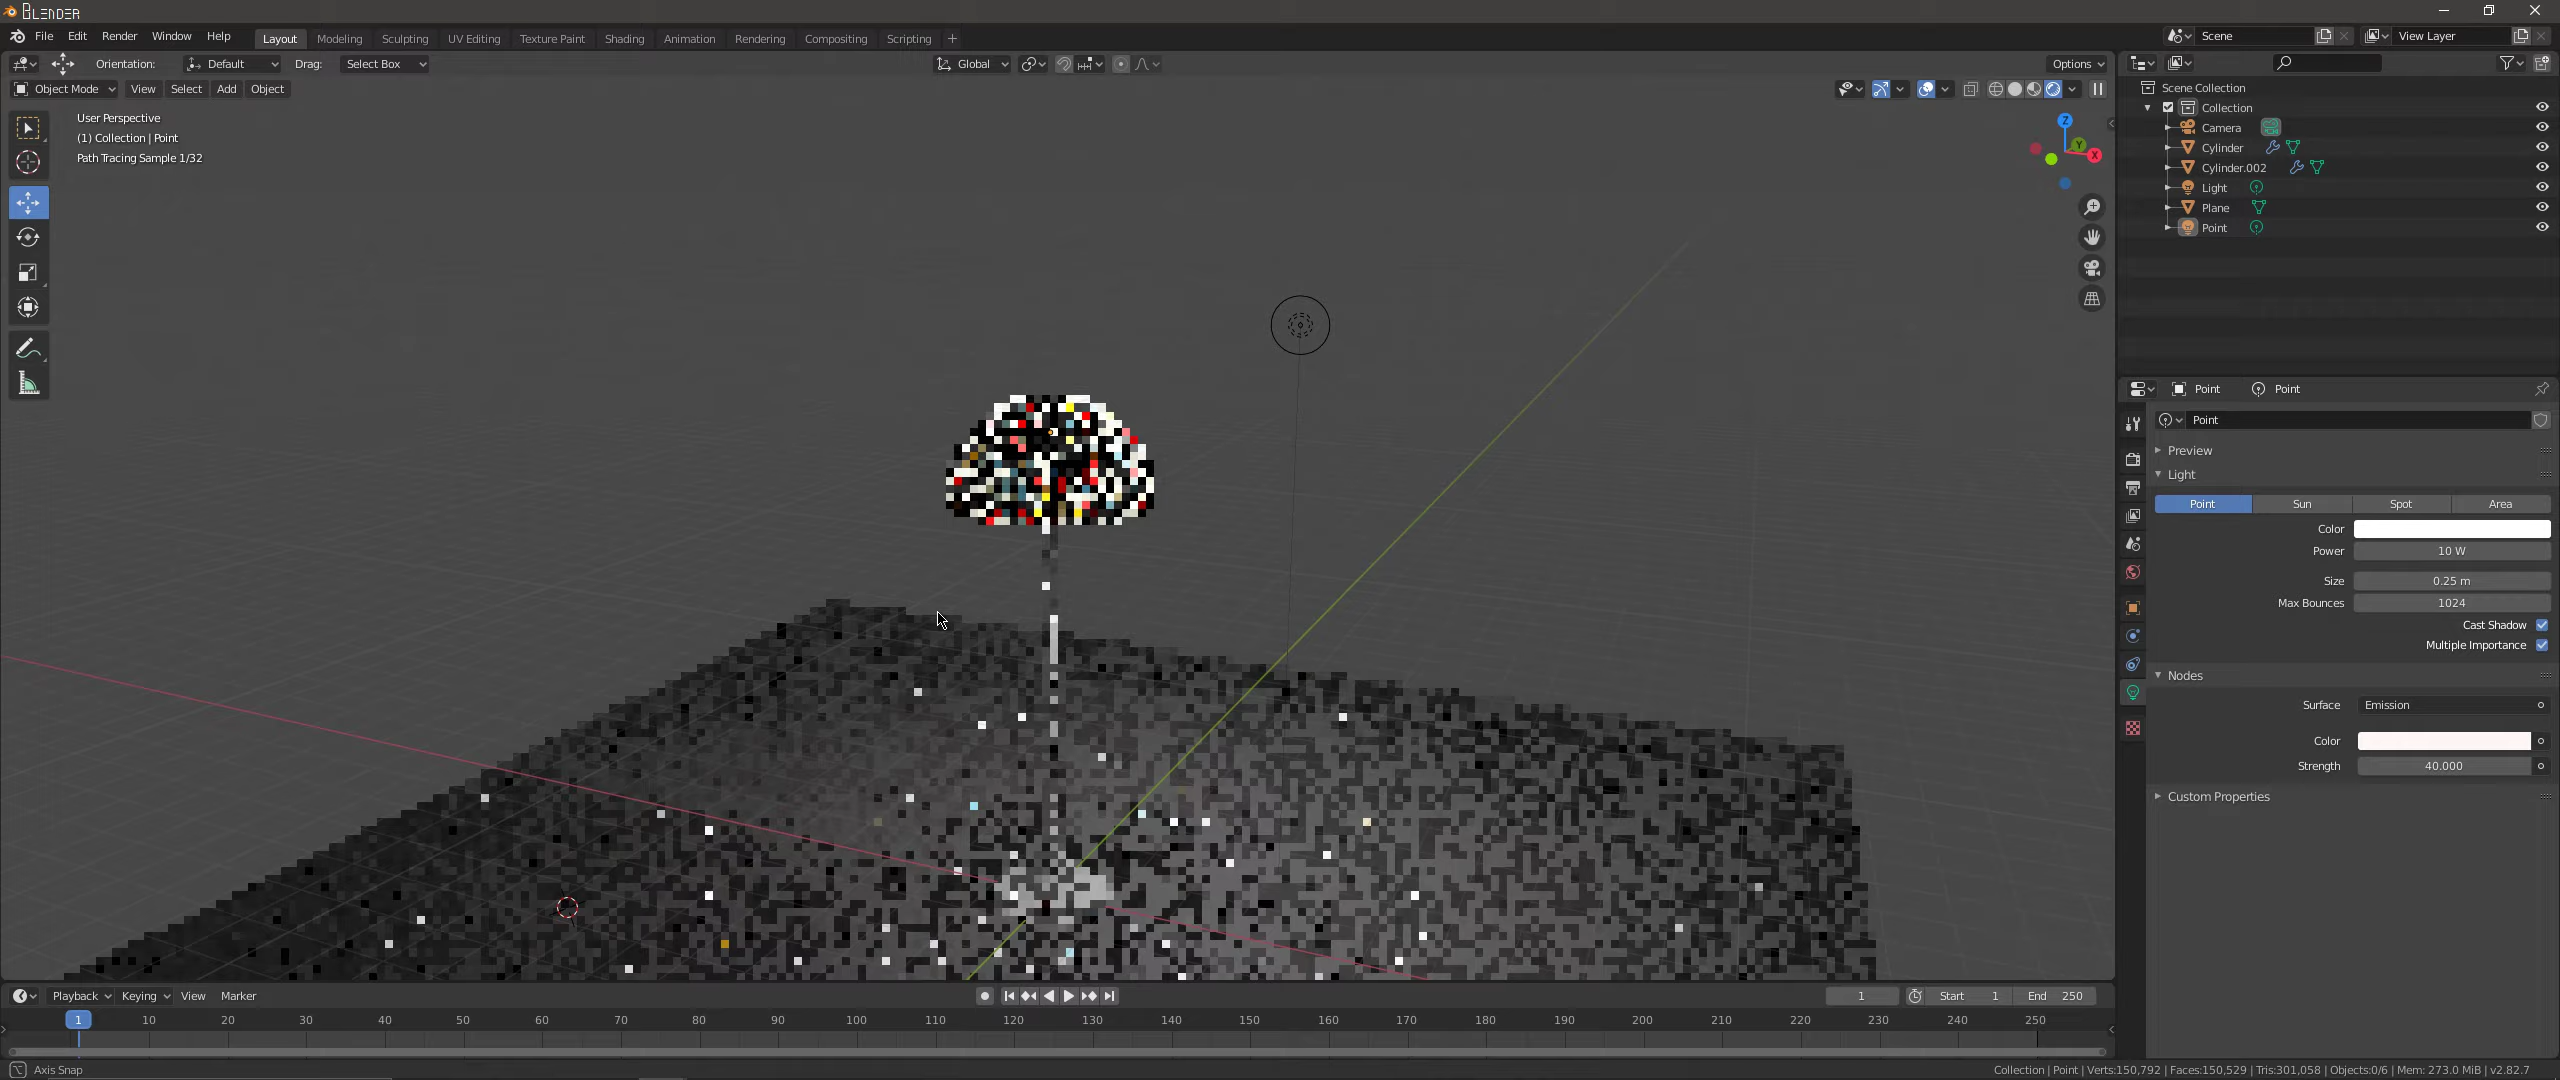 BLENDER
File Edit Render Window Help Layout Modeling Sculpting UV Editing Texture Paint Shading Animation Rendering Compositing Scripting + Scene View Layer
Orientation: Default Drag: Select Box Global Options
Object Mode View Select Add Object
User Perspective
(1) Collection | Point
Path Tracing Sample 1/32
Z
Y
X
Scene Collection
Collection
Camera
Cylinder
Cylinder.002
Light
Plane
Point
Point Point
Point
Preview
Light
Point Sun Spot Area
Color
Power 10 W
Size 0.25 m
Max Bounces 1024
Cast Shadow
Multiple Importance
Nodes
Surface Emission
Color
Strength 40.000
Custom Properties
Playback Keying View Marker 1 Start 1 End 250
1 10 20 30 40 50 60 70 80 90 100 110 120 130 140 150 160 170 180 190 200 210 220 230 240 250
Axis Snap Collection | Point | Verts:150,792 | Faces:150,529 | Tris:301,058 | Objects:0/6 | Mem: 273.0 MiB | v2.82.7